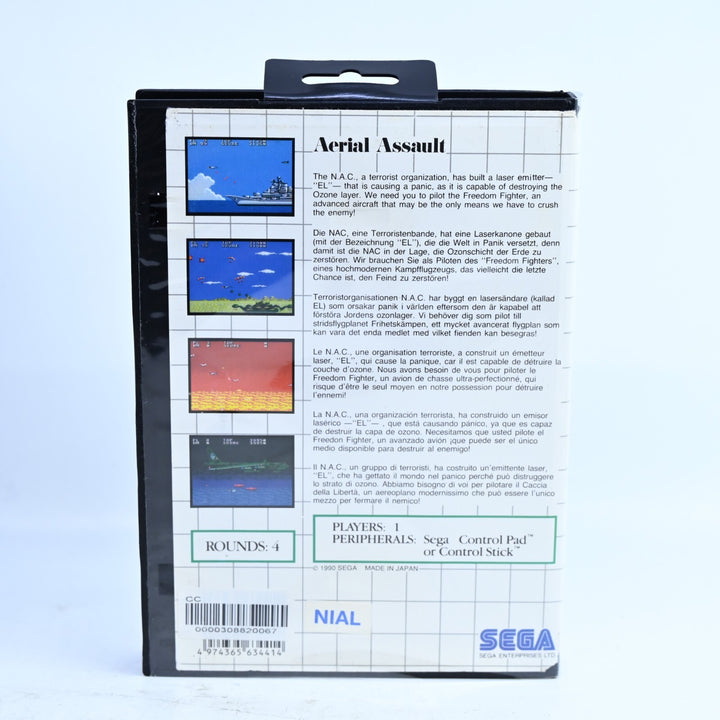 Aerial Assault
The N.A.C., a terrorist organization, has built a laser emitter—
"EL"— that is causing a panic, as it is capable of destroying the
Ozone layer. We need you to pilot the Freedom Fighter, an
advanced aircraft that may be the only means we have to crush
the enemy!
Die NAC, eine Terroristenbande, hat eine Laserkanone gebaut
(mit der Bezeichnung "EL"), die die Welt in Panik versetzt, denn
damit ist die NAC in der Lage, die Ozonschicht der Erde zu
zerstören. Wir brauchen Sie als Piloten des "Freedom Fighters",
eines hochmodernen Kampfflugzeugs, das vielleicht die letzte
Chance ist, den Feind zu zerstören!
Terroristorganisationen N.A.C. har byggt en lasersändare (kallad
EL) som orsakar panik i världen eftersom den är kapabel att
förstöra Jordens ozonlager. Vi behöver dig som pilot till
stridsflygplanet Frihetskämpen, ett mycket avancerat flygplan som
kan vara det enda medlet med vilket fienden kan besegras!
Le N.A.C., une organisation terroriste, a construit un émetteur
laser, "EL", qui cause la panique, car il est capable de détruire la
couche d'ozone. Nous avons besoin de vous pour piloter le
Freedom Fighter, un avion de chasse ultra-perfectionné, qui
risque d'être le seul moyen en notre possession pour détruire
l'ennemi!
La N.A.C., una organización terrorista, ha construido un emisor
lasérico —"EL"— , que está causando pánico, ya que es capaz
de destruir la capa de ozono. Necesitamos que usted pilote el
Freedon Fighter, un avanzado avión ¡que puede ser el único
medio disponible para destruir al enemigo!
Il N.A.C., un gruppo di terroristi, ha costruito un'emittente laser,
"EL", che ha gettato il mondo nel panico perché può distruggere
lo strato di ozono. Abbiamo bisogno di voi per pilotare il Caccia
della Libertà, un aereoplano modernissimo che può essere l'unico
mezzo per fermare il nemico!
ROUNDS: 4
PLAYERS: 1
PERIPHERALS: Sega Control Pad™
or Control Stick™
© 1990 SEGA MADE IN JAPAN
CC
0000308820067
NIAL
4 974365 634414
SEGA
SEGA ENTERPRISES LTD.